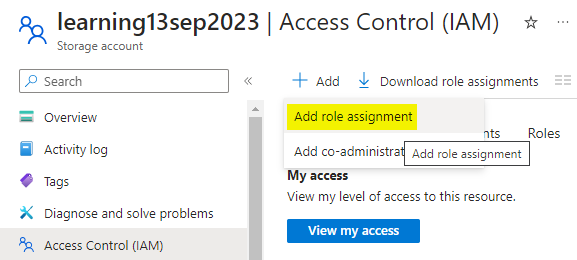 learning13sep2023 | Access Control (IAM)
Storage account
Search
Add
Download role assignments
Overview
Activity log
Tags
Diagnose and solve problems
Access Control (IAM)
Add role assignment
Add co-administrat
Add role assignment
Roles
My access
View my level of access to this resource.
View my access